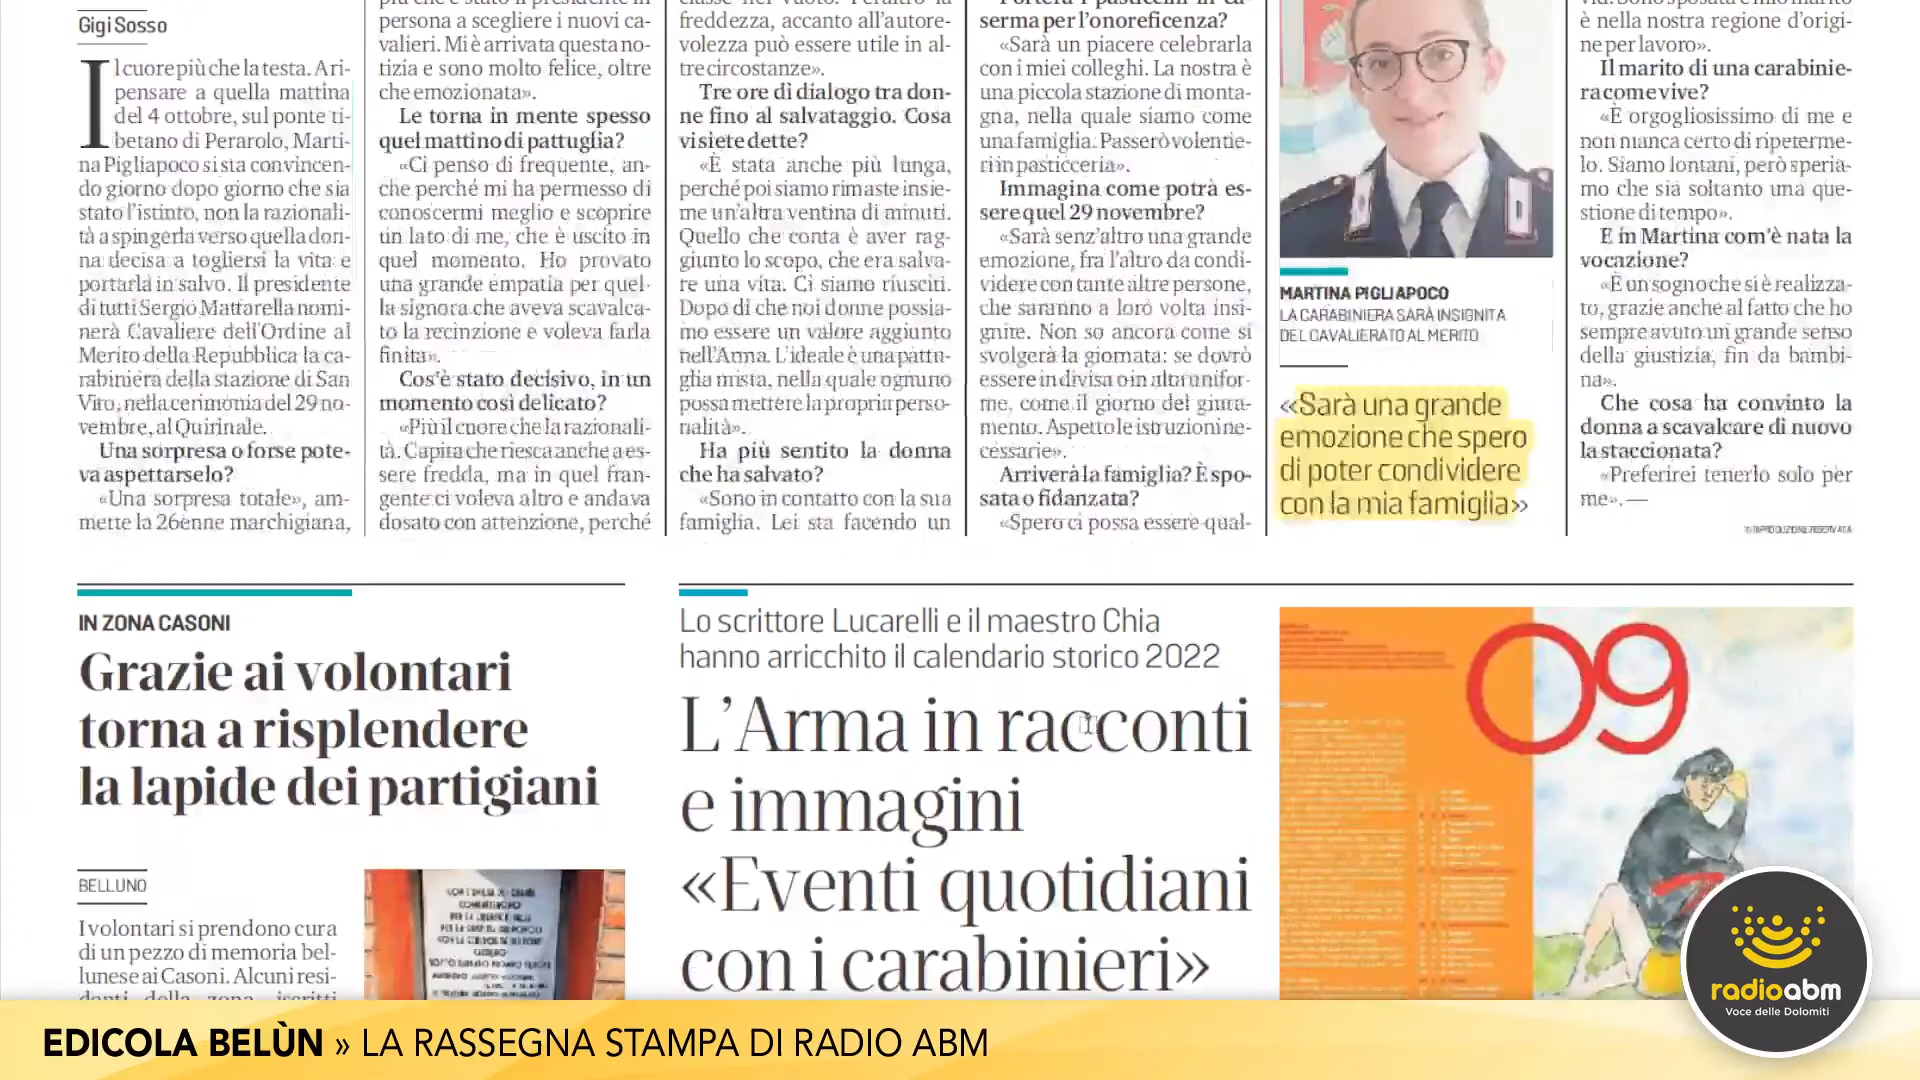 Gigi Sosso
Il cuore più che la testa. A ri-
pensare a quella mattina
del 4 ottobre, sul ponte ti-
betano di Perarolo, Marti-
na Pigliapoco si sta convincen-
do giorno dopo giorno che sia
stato l'istinto, non la razionali-
tà a spingerla verso quella don-
na decisa a togliersi la vita e
portarla in salvo. Il presidente
di tutti Sergio Mattarella nomi-
nerà Cavaliere dell'Ordine al
Merito della Repubblica la ca-
rabiniera della stazione di San
Vito, nella cerimonia del 29 no-
vembre, al Quirinale.
Una sorpresa o forse pote-
va aspettarselo?
«Una sorpresa totale», am-
mette la 26enne marchigiana,
persona a scegliere i nuovi ca-
valieri. Mi è arrivata questa no-
tizia e sono molto felice, oltre
che emozionata».
Le torna in mente spesso
quel mattino di pattuglia?
«Ci penso di frequente, an-
che perché mi ha permesso di
conoscermi meglio e scoprire
un lato di me, che è uscito in
quel momento. Ho provato
una grande empatia per quel-
la signora che aveva scavalca-
to la recinzione e voleva farla
finita».
Cos'è stato decisivo, in un
momento così delicato?
«Più il cuore che la razionali-
tà. Capita che riesca anche a es-
sere fredda, ma in quel fran-
gente ci voleva altro e andava
dosato con attenzione, perché
freddezza, accanto all'autore-
volezza può essere utile in al-
tre circostanze».
Tre ore di dialogo tra don-
ne fino al salvataggio. Cosa
vi siete dette?
«È stata anche più lunga,
perché poi siamo rimaste insie-
me un'altra ventina di minuti.
Quello che conta è aver rag-
giunto lo scopo, che era salva-
re una vita. Ci siamo riusciti.
Dopo di che noi donne possia-
mo essere un valore aggiunto
nell'Arma. L'ideale è una pattu-
glia mista, nella quale ognuno
possa mettere la propria perso-
nalità».
Ha più sentito la donna
che ha salvato?
«Sono in contatto con la sua
famiglia. Lei sta facendo un
serma per l'onoreficenza?
«Sarà un piacere celebrarla
con i miei colleghi. La nostra è
una piccola stazione di monta-
gna, nella quale siamo come
una famiglia. Passerò volentie-
ri in pasticceria».
Immagina come potrà es-
sere quel 29 novembre?
«Sarà senz'altro una grande
emozione, fra l'altro da condi-
videre con tante altre persone,
che saranno a loro volta insi-
gnite. Non so ancora come si
svolgerà la giornata: se dovrò
essere in divisa o in alta unifor-
me, come il giorno del giura-
mento. Aspetto le istruzioni ne-
cessarie».
Arriverà la famiglia? È spo-
sata o fidanzata?
«Spero ci possa essere qual-
MARTINA PIGLIAPOCO
LA CARABINIERA SARÀ INSIGNITA
DEL CAVALIERATO AL MERITO
«Sarà una grande
emozione che spero
di poter condividere
con la mia famiglia»
è nella nostra regione d'origi-
ne per lavoro».
Il marito di una carabinie-
ra come vive?
«È orgogliosissimo di me e
non manca certo di ripeterme-
lo. Siamo lontani, però speria-
mo che sia soltanto una que-
stione di tempo».
E in Martina com'è nata la
vocazione?
«È un sogno che si è realizza-
to, grazie anche al fatto che ho
sempre avuto un grande senso
della giustizia, fin da bambi-
na».
Che cosa ha convinto la
donna a scavalcare di nuovo
la staccionata?
«Preferirei tenerlo solo per
me». —
IN ZONA CASONI
Grazie ai volontari
torna a risplendere
la lapide dei partigiani
BELLUNO
I volontari si prendono cura
di un pezzo di memoria bel-
lunese ai Casoni. Alcuni resi-
denti della zona, iscritti
Lo scrittore Lucarelli e il maestro Chia
hanno arricchito il calendario storico 2022
L'Arma in racconti
e immagini
«Eventi quotidiani
con i carabinieri»
09
radioabm
Voce delle Dolomiti
EDICOLA BELÙN » LA RASSEGNA STAMPA DI RADIO ABM